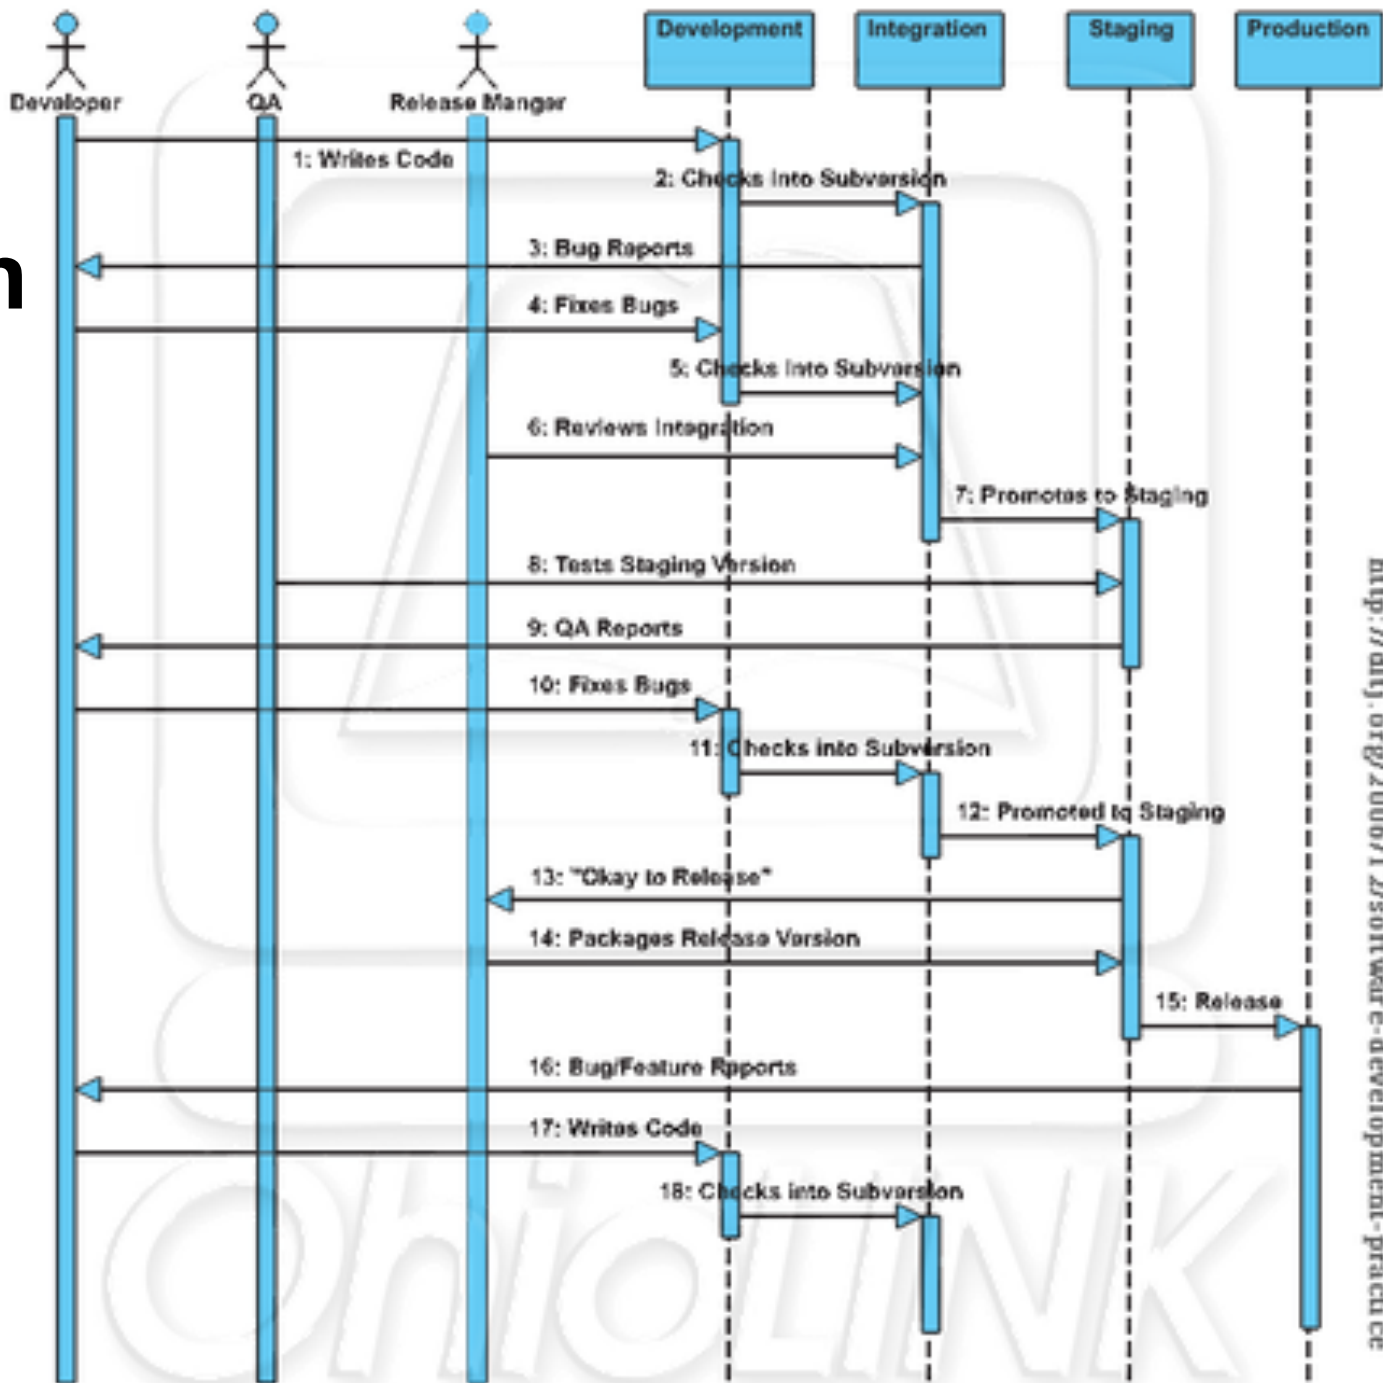 Developer
QA
Release Manger
Development
Integration
Staging
Production
1: Writes Code
2: Checks Into Subversion
n
3: Bug Reports
4: Fixes Bugs
5: Checks Into Subversion
6: Reviews Integration
7: Promotes to Staging
8: Tests Staging Version
9: QA Reports
10: Fixes Bugs
11: Checks into Subversion
12: Promoted to Staging
13: "Okay to Release"
14: Packages Release Version
15: Release
16: Bug/Feature Reports
17: Writes Code
18: Checks into Subversion
OhioLINK